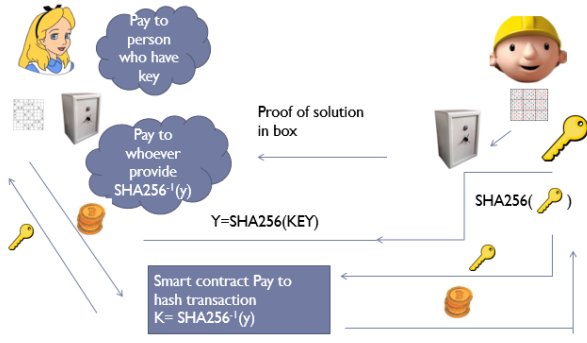 Pay to
person
who have
key
Pay to
whoever
provide
SHA256⁻¹(y)
Proof of solution
in box
SHA256( )
Y=SHA256(KEY)
Smart contract Pay to
hash transaction
K= SHA256⁻¹(y)